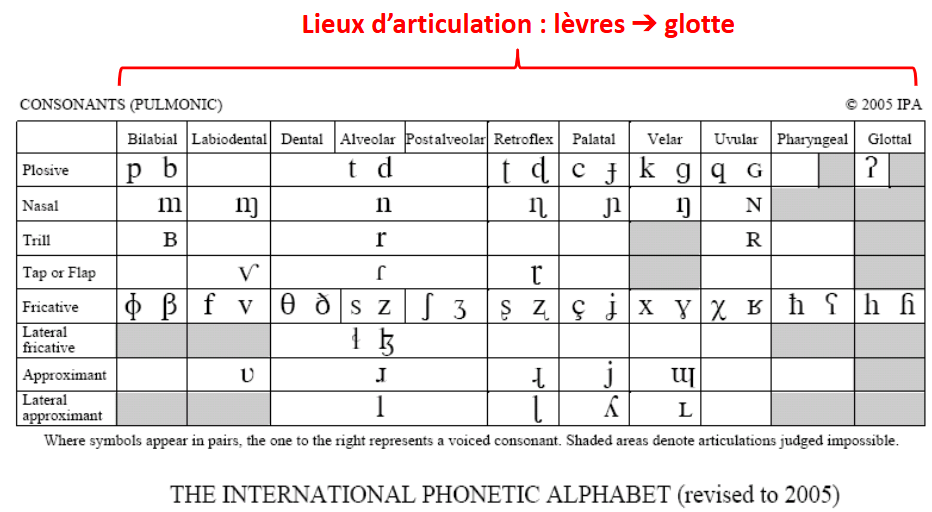 Lieux d’articulation : lèvres ➔ glotte
CONSONANTS (PULMONIC) © 2005 IPA
Bilabial Labiodental Dental Alveolar Postalveolar Retroflex Palatal Velar Uvular Pharyngeal Glottal
Plosive p b t d ʈ ɖ c ɟ k ɡ q ɢ ʔ
Nasal m ɱ n ɳ ɲ ŋ ɴ
Trill ʙ r ʀ
Tap or Flap ⱱ ɾ ɽ
Fricative ɸ β f v θ ð s z ʃ ʒ ʂ ʐ ç ʝ x ɣ χ ʁ ħ ʕ h ɦ
Lateral
fricative ɬ ɮ
Approximant ʋ ɹ ɻ j ɰ
Lateral
approximant l ɭ ʎ ʟ
Where symbols appear in pairs, the one to the right represents a voiced consonant. Shaded areas denote articulations judged impossible.
THE INTERNATIONAL PHONETIC ALPHABET (revised to 2005)